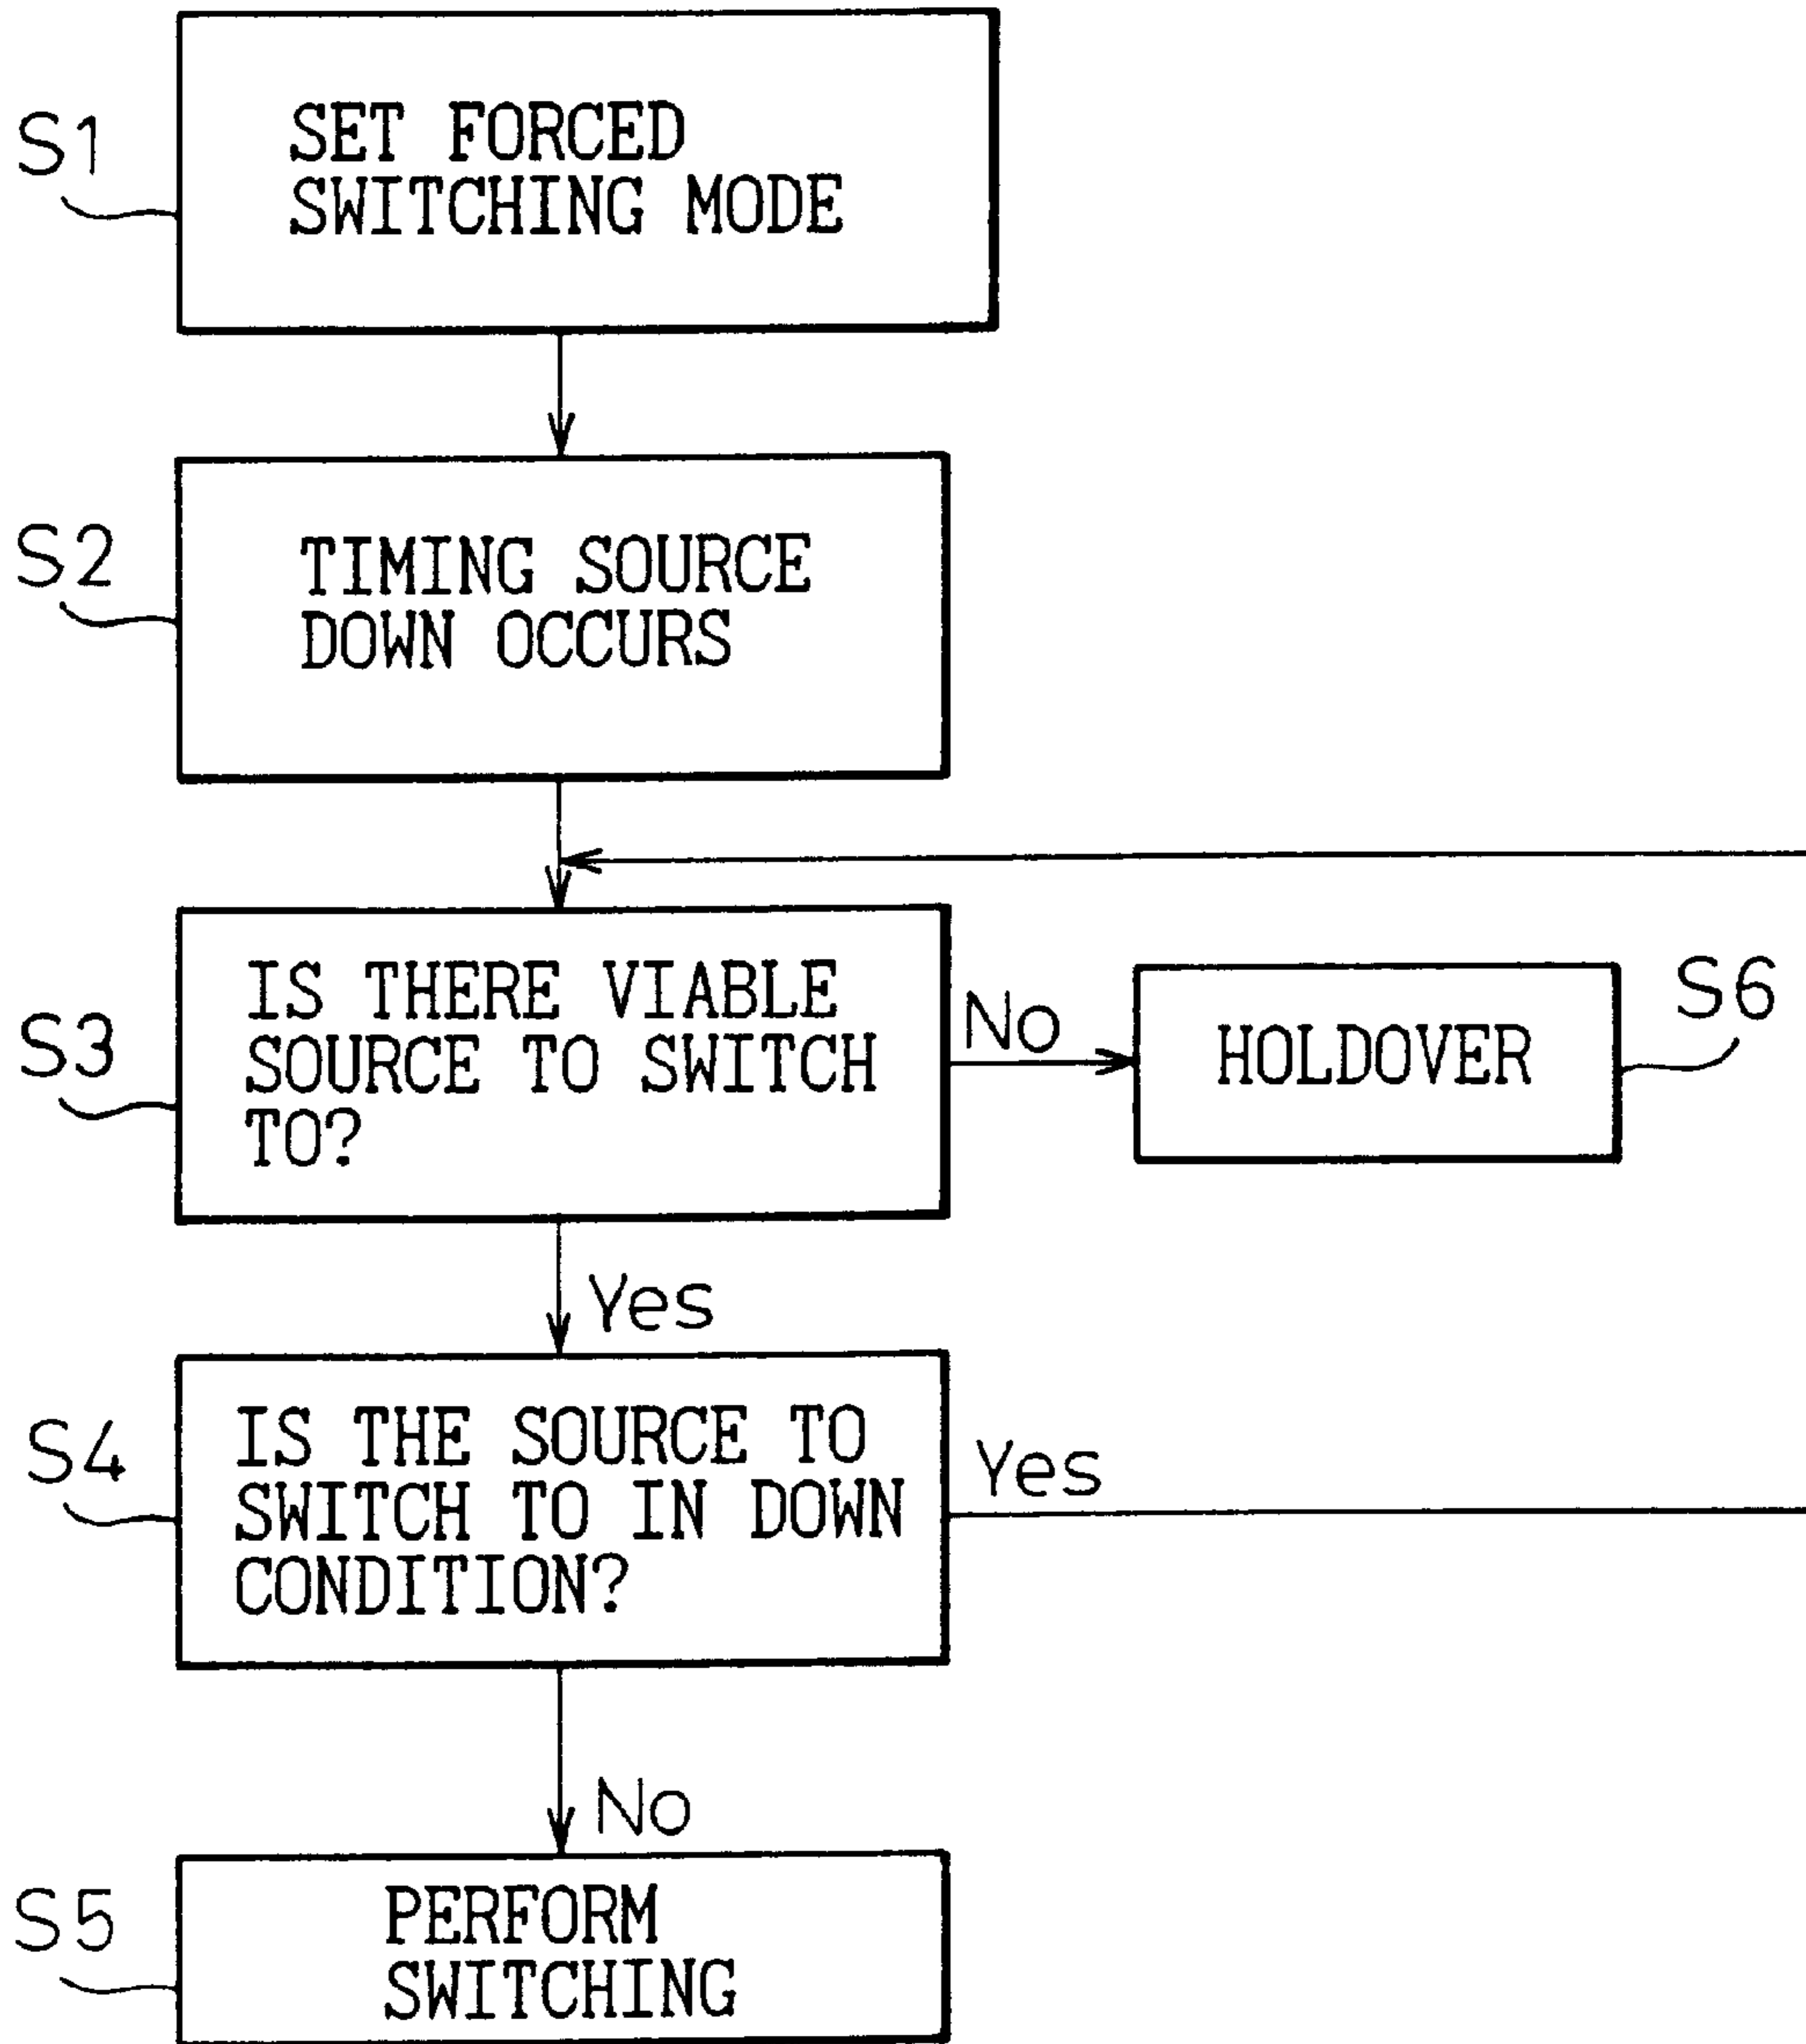 S1
SET FORCED
SWITCHING MODE
S2
TIMING SOURCE
DOWN OCCURS
S3
IS THERE VIABLE
SOURCE TO SWITCH
TO?
No
HOLDOVER
S6
Yes
S4
IS THE SOURCE TO
SWITCH TO IN DOWN
CONDITION?
Yes
No
S5
PERFORM
SWITCHING